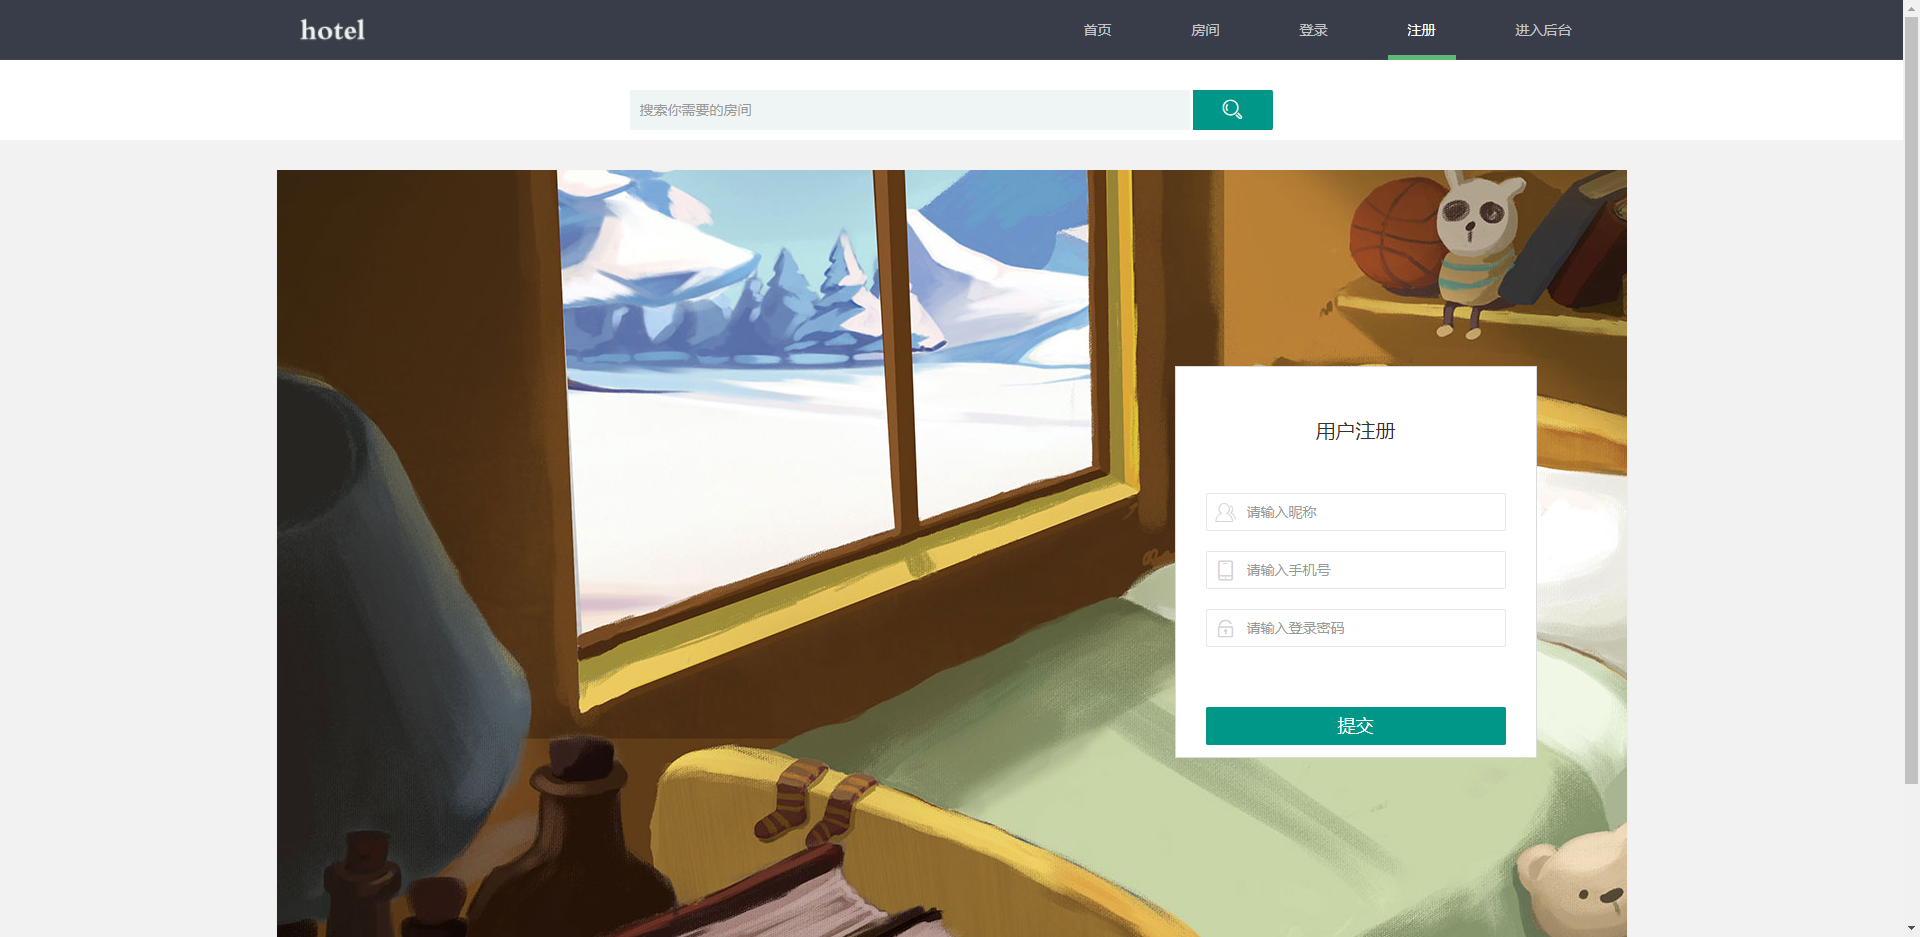 hotel
首页 房间 登录 注册 进入后台
搜索你需要的房间
用户注册
请输入昵称
请输入手机号
请输入登录密码
提交